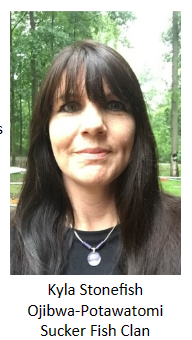 s
Kyla Stonefish
Ojibwa-Potawatomi
Sucker Fish Clan